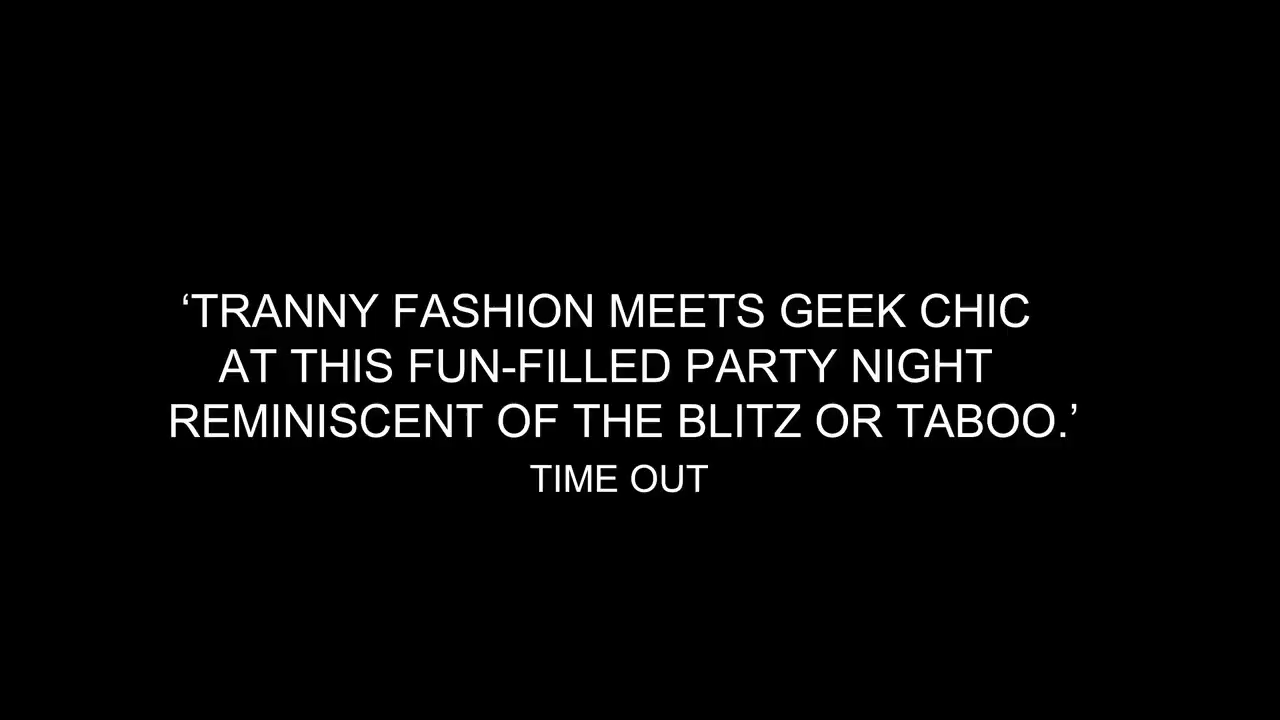 ‘TRANNY FASHION MEETS GEEK CHIC
AT THIS FUN-FILLED PARTY NIGHT
REMINISCENT OF THE BLITZ OR TABOO.’
TIME OUT